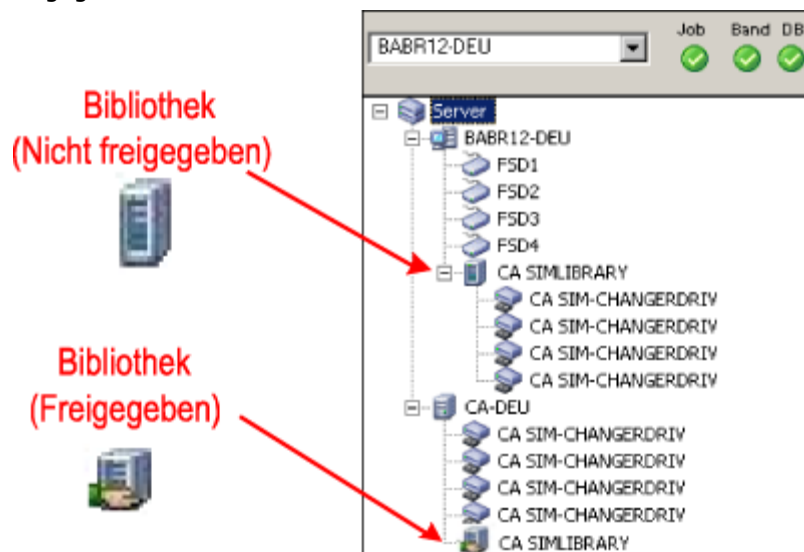 BABR12-DEU
Job Band DB
Bibliothek
(Nicht freigegeben)
Server
BABR12-DEU
FSD1
FSD2
FSD3
FSD4
CA SIMLIBRARY
CA SIM-CHANGERDRIV
CA SIM-CHANGERDRIV
CA SIM-CHANGERDRIV
CA SIM-CHANGERDRIV
Bibliothek
(Freigegeben)
CA-DEU
CA SIM-CHANGERDRIV
CA SIM-CHANGERDRIV
CA SIM-CHANGERDRIV
CA SIM-CHANGERDRIV
CA SIMLIBRARY